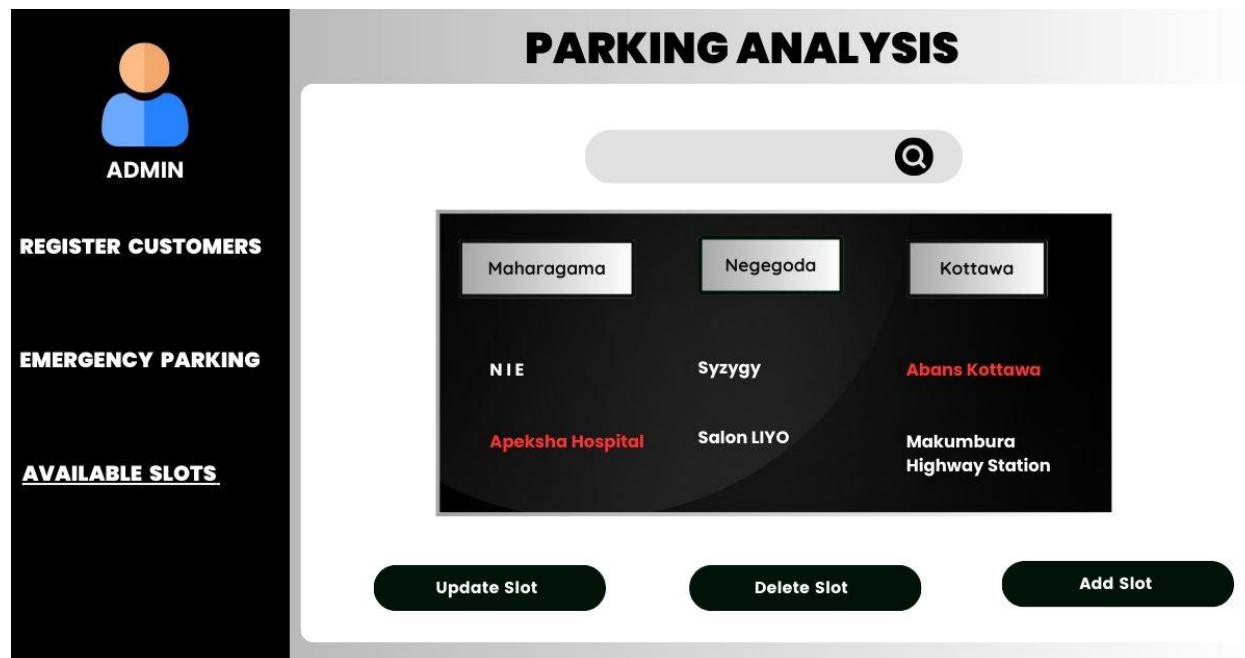 PARKING ANALYSIS
ADMIN
REGISTER CUSTOMERS
EMERGENCY PARKING
AVAILABLE SLOTS
Maharagama
Negegoda
Kottawa
N I E
Syzygy
Abans Kottawa
Apeksha Hospital
Salon LIYO
Makumbura
Highway Station
Update Slot
Delete Slot
Add Slot